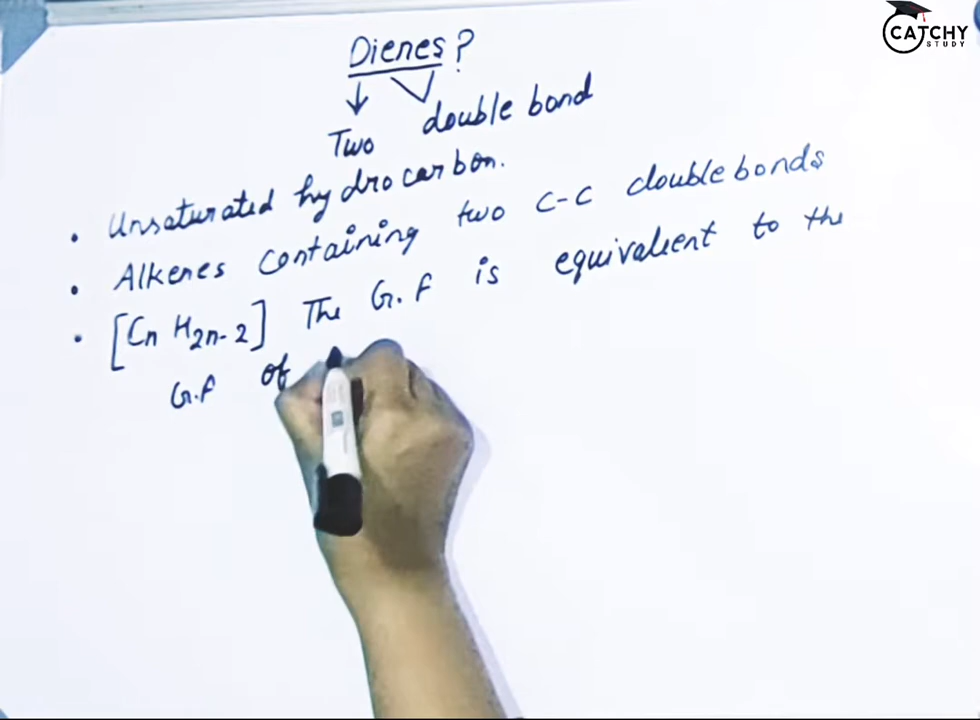 CATCHY
STUDY
Dienes?
Two double bond
• Unsaturated hydrocarbon.
• Alkenes containing two C-C double bonds
• [Cn H2n-2] The G.F is equivalent to the
G.F of